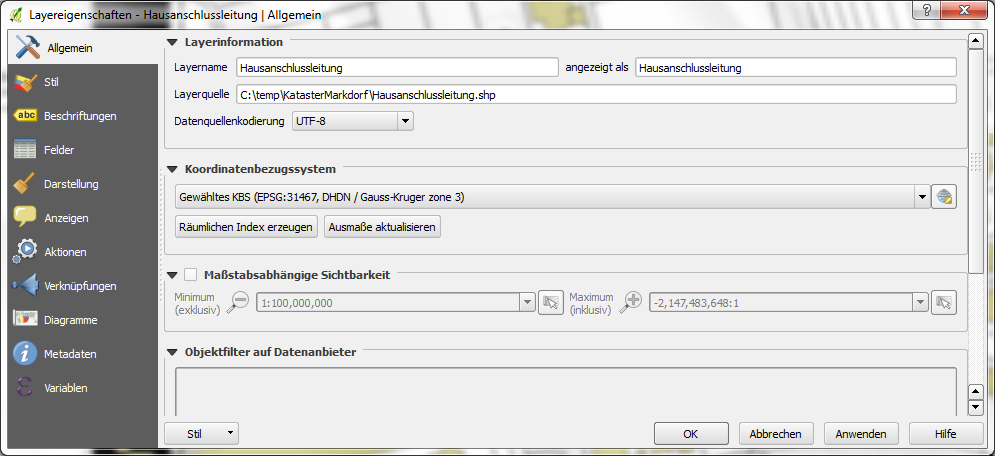 Layereigenschaften - Hausanschlussleitung | Allgemein
Allgemein
Stil
abc Beschriftungen
Felder
Darstellung
Anzeigen
Aktionen
Verknüpfungen
Diagramme
Metadaten
Variablen
Layerinformation
Layername Hausanschlussleitung angezeigt als Hausanschlussleitung
Layerquelle C:\temp\KatasterMarkdorf\Hausanschlussleitung.shp
Datenquellenkodierung UTF-8
Koordinatenbezugssystem
Gewähltes KBS (EPSG:31467, DHDN / Gauss-Kruger zone 3)
Räumlichen Index erzeugen Ausmaße aktualisieren
Maßstabsabhängige Sichtbarkeit
Minimum
(exklusiv)
1:100,000,000
Maximum
(inklusiv)
-2,147,483,648:1
Objektfilter auf Datenanbieter
Stil OK Abbrechen Anwenden Hilfe